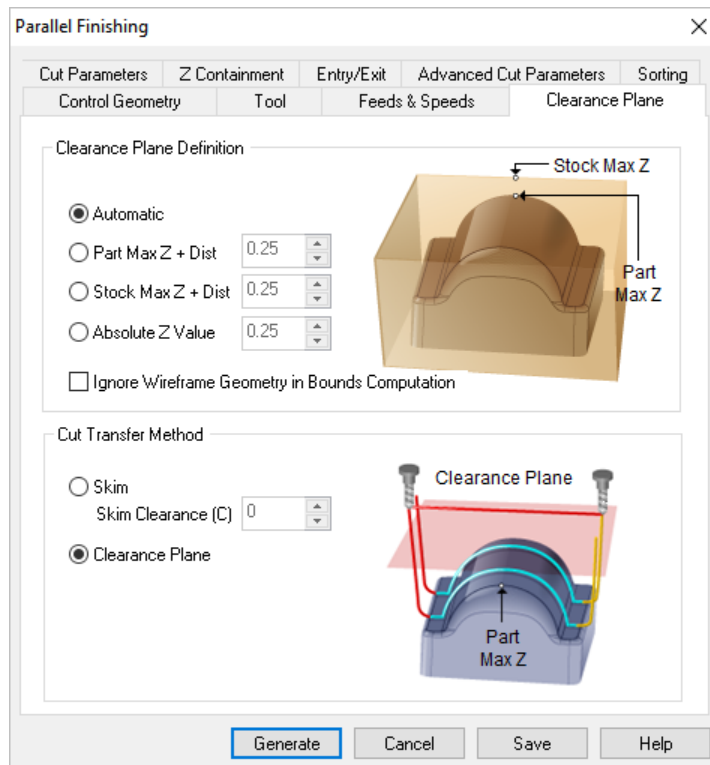 Parallel Finishing
Cut Parameters Z Containment Entry/Exit Advanced Cut Parameters Sorting
Control Geometry Tool Feeds & Speeds Clearance Plane
Clearance Plane Definition
Stock Max Z
Automatic
Part Max Z + Dist 0.25
Stock Max Z + Dist 0.25
Part
Max Z
Absolute Z Value 0.25
Ignore Wireframe Geometry in Bounds Computation
Cut Transfer Method
Skim
Clearance Plane
Skim Clearance (C) 0
Clearance Plane
Part
Max Z
Generate Cancel Save Help